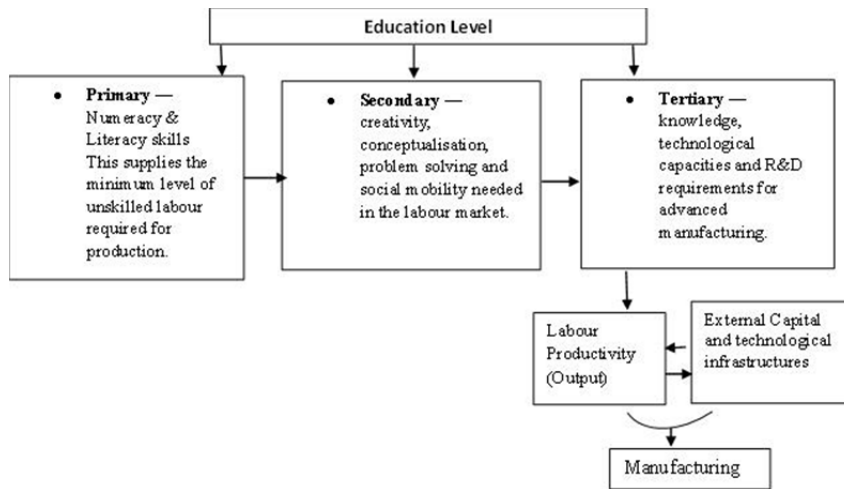 Education Level
• Primary —
Numeracy &
Literacy skills
This supplies the
minimum level of
unskilled labour
required for
production.
• Secondary —
creativity,
conceptualisation,
problem solving and
social mobility needed
in the labour market.
• Tertiary —
knowledge,
technological
capacities and R&D
requirements for
advanced
manufacturing.
Labour
Productivity
(Output)
External Capital
and technological
infrastructures
Manufacturing